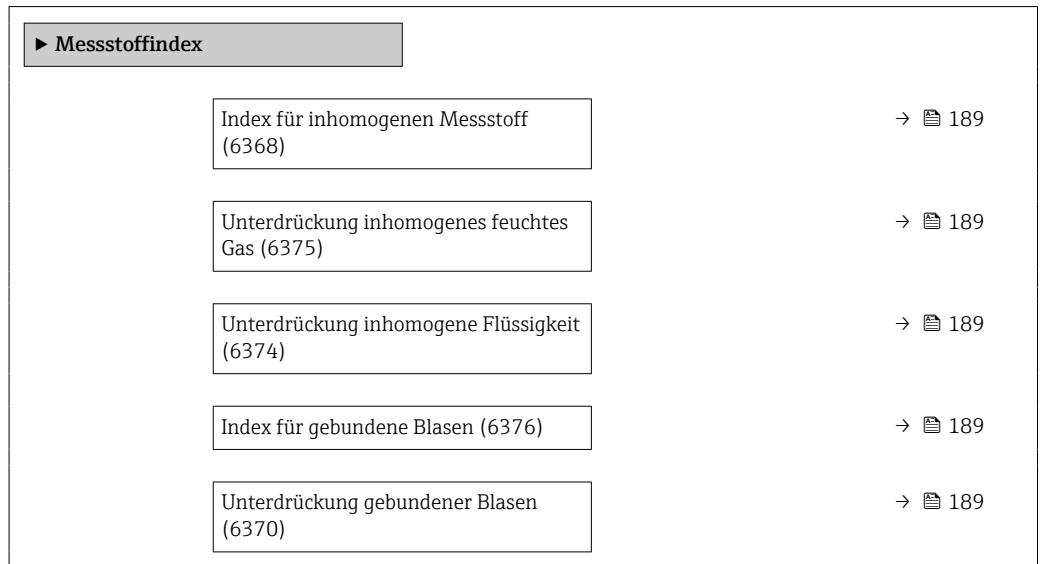 ▶ Messstoffindex
Index für inhomogenen Messstoff
(6368)
→ 189
Unterdrückung inhomogenes feuchtes
Gas (6375)
→ 189
Unterdrückung inhomogene Flüssigkeit
(6374)
→ 189
Index für gebundene Blasen (6376)
→ 189
Unterdrückung gebundener Blasen
(6370)
→ 189